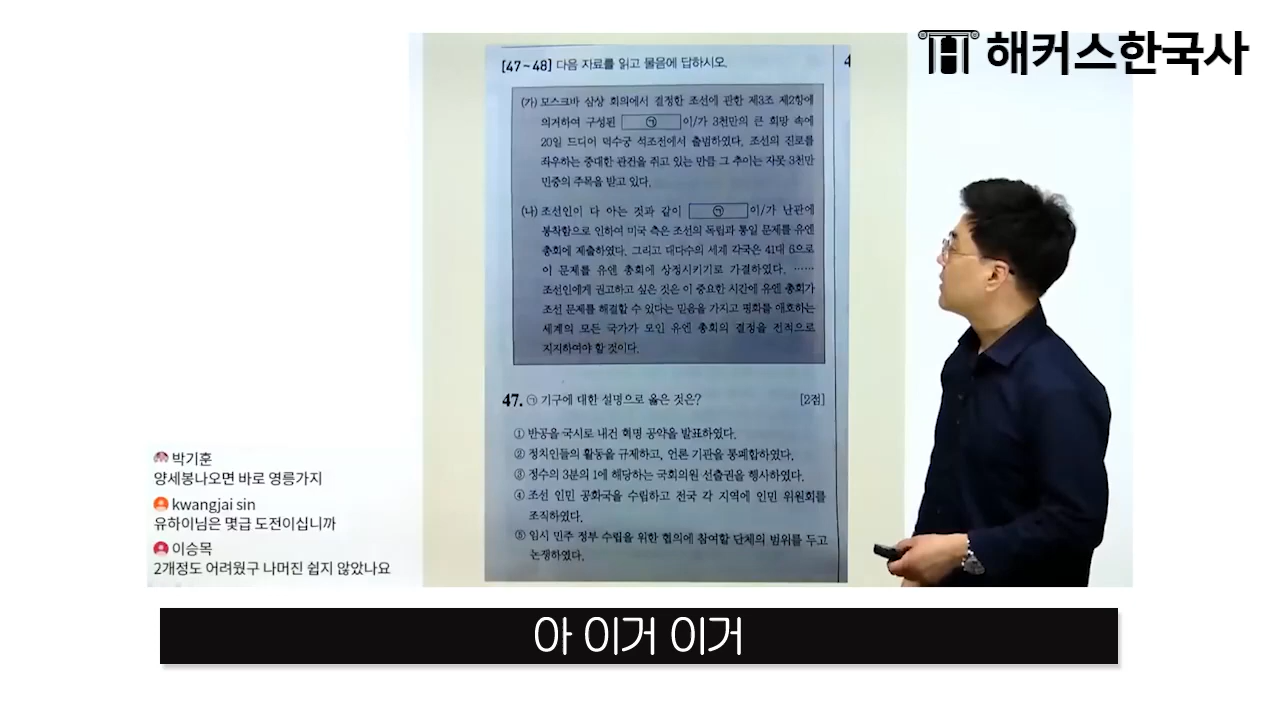 해커스한국사
[47~48] 다음 자료를 읽고 물음에 답하시오.
4
(가) 모스크바 삼상 회의에서 결정한 조선에 관한 제3조 제2항에
의거하여 구성된 ㉠ 이/가 3천만의 큰 희망 속에
20일 드디어 덕수궁 석조전에서 출범하였다. 조선의 진로를
좌우하는 중대한 관건을 쥐고 있는 만큼 그 추이는 자못 3천만
민중의 주목을 받고 있다.
(나) 조선인이 다 아는 것과 같이 ㉠ 이/가 난관에
봉착함으로 인하여 미국 측은 조선의 독립과 통일 문제를 유엔
총회에 제출하였다. 그리고 대다수의 세계 각국은 41대 6으로
이 문제를 유엔 총회에 상정시키기로 가결하였다. ……
조선인에게 권고하고 싶은 것은 이 중요한 시간에 유엔 총회가
조선 문제를 해결할 수 있다는 믿음을 가지고 평화를 애호하는
세계의 모든 국가가 모인 유엔 총회의 결정을 전적으로
지지하여야 할 것이다.
47. ㉠ 기구에 대한 설명으로 옳은 것은? [2점]
① 반공을 국시로 내건 혁명 공약을 발표하였다.
② 정치인들의 활동을 규제하고, 언론 기관을 통폐합하였다.
③ 정수의 3분의 1에 해당하는 국회의원 선출권을 행사하였다.
④ 조선 인민 공화국을 수립하고 전국 각 지역에 인민 위원회를
조직하였다.
⑤ 임시 민주 정부 수립을 위한 협의에 참여할 단체의 범위를 두고
논쟁하였다.
박기훈
양세봉나오면 바로 영릉가지
kwangjai sin
유하이님은 몇급 도전이십니까
이승목
2개정도 어려웠구 나머진 쉽지 않았나요
아 이거 이거